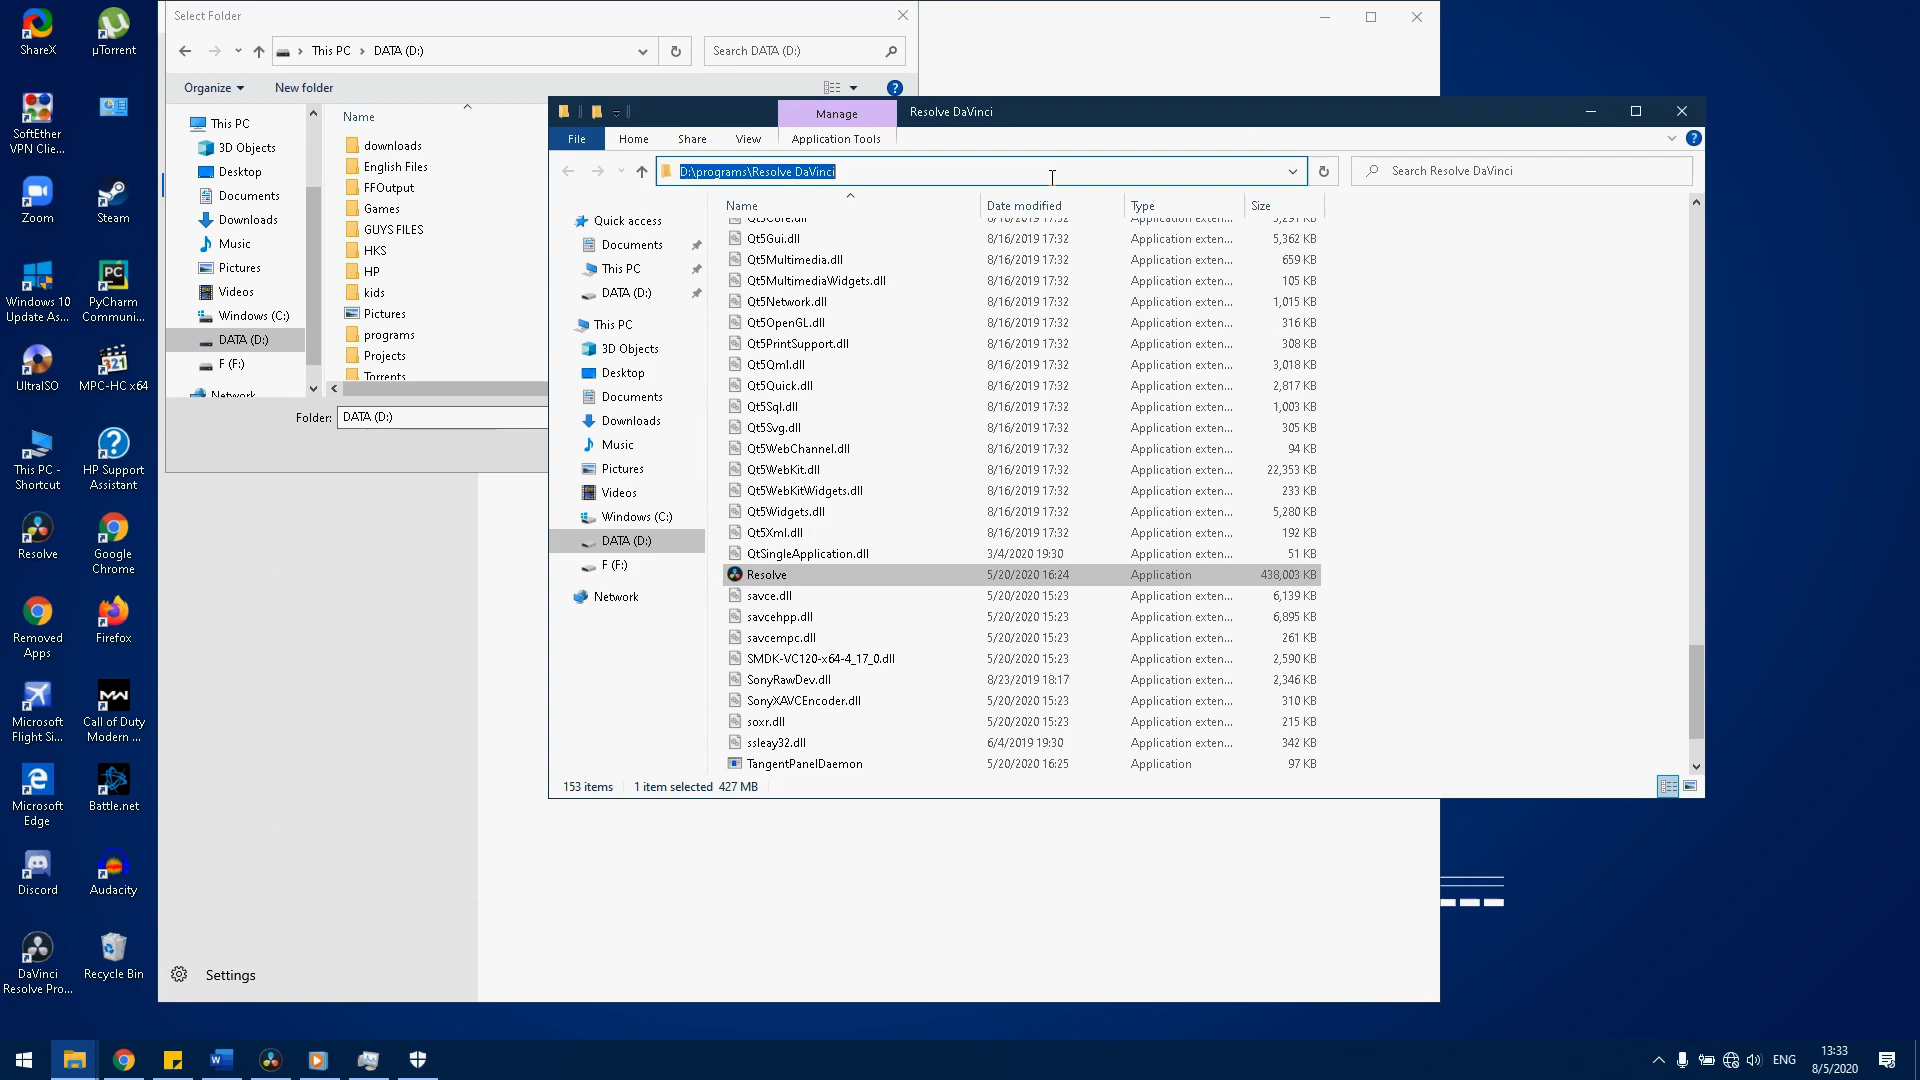 ShareX
µTorrent
SoftEther
VPN Clie...
Zoom
Steam
Windows 10
Update As...
PyCharm
Communi...
UltraISO
MPC-HC x64
This PC -
Shortcut
HP Support
Assistant
Resolve
Google
Chrome
Removed
Apps
Firefox
Microsoft
Flight Si...
Call of Duty
Modern ...
Microsoft
Edge
Battle.net
Discord
Audacity
DaVinci
Resolve Pro...
Recycle Bin
Select Folder
This PC > DATA (D:)
Search DATA (D:)
Organize
New folder
This PC
3D Objects
Desktop
Documents
Downloads
Music
Pictures
Videos
Windows (C:)
DATA (D:)
F (F:)
Network
Name
downloads
English Files
FFOutput
Games
GUYS FILES
HKS
HP
kids
Pictures
programs
Projects
Torrents
Folder: DATA (D:)
Settings
Manage
Resolve DaVinci
File
Home
Share
View
Application Tools
D:\programs\Resolve DaVinci
Search Resolve DaVinci
Quick access
Documents
This PC
DATA (D:)
This PC
3D Objects
Desktop
Documents
Downloads
Music
Pictures
Videos
Windows (C:)
DATA (D:)
F (F:)
Network
Name Date modified Type Size
Qt5Core.dll 8/16/2019 17:32 Application exten... 5,291 KB
Qt5Gui.dll 8/16/2019 17:32 Application exten... 5,362 KB
Qt5Multimedia.dll 8/16/2019 17:32 Application exten... 659 KB
Qt5MultimediaWidgets.dll 8/16/2019 17:32 Application exten... 105 KB
Qt5Network.dll 8/16/2019 17:32 Application exten... 1,015 KB
Qt5OpenGL.dll 8/16/2019 17:32 Application exten... 316 KB
Qt5PrintSupport.dll 8/16/2019 17:32 Application exten... 308 KB
Qt5Qml.dll 8/16/2019 17:32 Application exten... 3,018 KB
Qt5Quick.dll 8/16/2019 17:32 Application exten... 2,817 KB
Qt5Sql.dll 8/16/2019 17:32 Application exten... 1,003 KB
Qt5Svg.dll 8/16/2019 17:32 Application exten... 305 KB
Qt5WebChannel.dll 8/16/2019 17:32 Application exten... 94 KB
Qt5WebKit.dll 8/16/2019 17:32 Application exten... 22,353 KB
Qt5WebKitWidgets.dll 8/16/2019 17:32 Application exten... 233 KB
Qt5Widgets.dll 8/16/2019 17:32 Application exten... 5,280 KB
Qt5Xml.dll 8/16/2019 17:32 Application exten... 192 KB
QtSingleApplication.dll 3/4/2020 19:30 Application exten... 51 KB
Resolve 5/20/2020 16:24 Application 438,003 KB
savce.dll 5/20/2020 15:23 Application exten... 6,139 KB
savcehpp.dll 5/20/2020 15:23 Application exten... 6,895 KB
savcempc.dll 5/20/2020 15:23 Application exten... 261 KB
SMDK-VC120-x64-4_17_0.dll 5/20/2020 15:23 Application exten... 2,590 KB
SonyRawDev.dll 8/23/2019 18:17 Application exten... 2,346 KB
SonyXAVCEncoder.dll 5/20/2020 15:23 Application exten... 310 KB
soxr.dll 5/20/2020 15:23 Application exten... 215 KB
ssleay32.dll 6/4/2019 19:30 Application exten... 342 KB
TangentPanelDaemon 5/20/2020 16:25 Application 97 KB
153 items 1 item selected 427 MB
ENG
13:33
8/5/2020